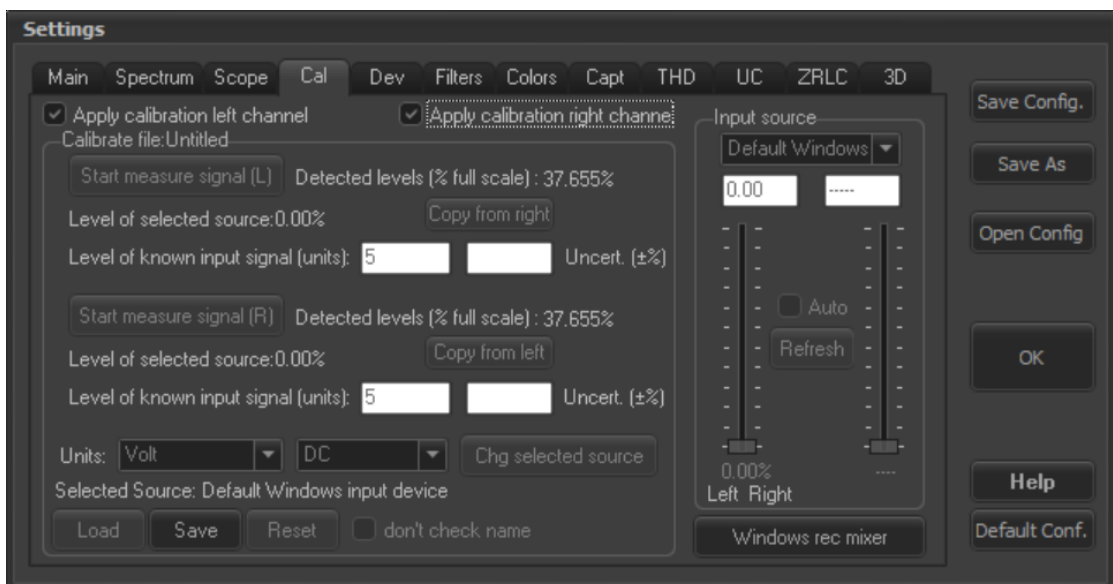 Settings
Main Spectrum Scope Cal Dev Filters Colors Capt THD UC ZRLC 3D
Apply calibration left channel Apply calibration right channe
Calibrate file:Untitled
Start measure signal (L) Detected levels (% full scale) : 37.655%
Level of selected source:0.00% Copy from right
Level of known input signal (units): 5 Uncert. (±%)
Start measure signal (R) Detected levels (% full scale) : 37.655%
Level of selected source:0.00% Copy from left
Level of known input signal (units): 5 Uncert. (±%)
Units: Volt DC Chg selected source
Selected Source: Default Windows input device
Load Save Reset don't check name
Input source
Default Windows
0.00 -----
Auto
Refresh
0.00% ----
Left Right
Windows rec mixer
Save Config.
Save As
Open Config
OK
Help
Default Conf.